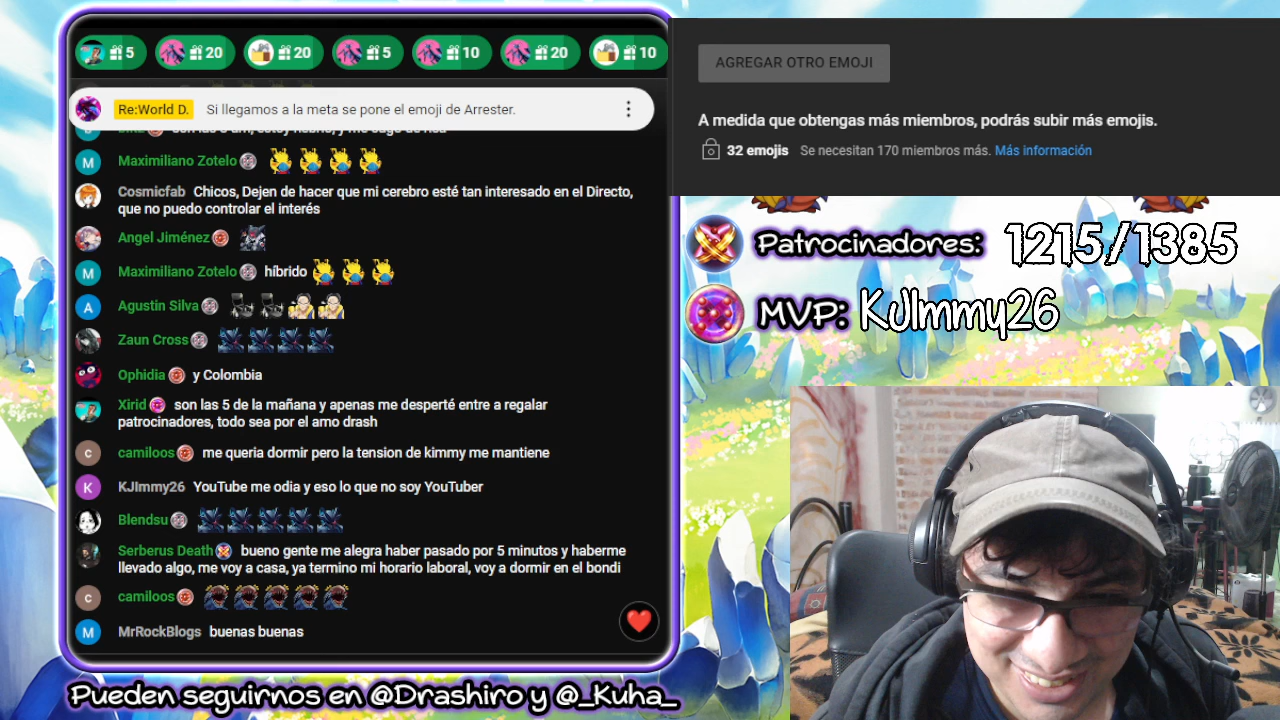 5
20
20
5
10
20
10
Re:World D. Si llegamos a la meta se pone el emoji de Arrester.
Maximiliano Zotelo
Cosmicfab Chicos, Dejen de hacer que mi cerebro esté tan interesado en el Directo,
que no puedo controlar el interés
Angel Jiménez
Maximiliano Zotelo híbrido
Agustin Silva
Zaun Cross
Ophidia y Colombia
Xirid son las 5 de la mañana y apenas me desperté entre a regalar
patrocinadores, todo sea por el amo drash
camiloos me queria dormir pero la tension de kimmy me mantiene
KJImmy26 YouTube me odia y eso lo que no soy YouTuber
Blendsu
Serberus Death bueno gente me alegra haber pasado por 5 minutos y haberme
llevado algo, me voy a casa, ya termino mi horario laboral, voy a dormir en el bondi
camiloos
MrRockBlogs buenas buenas
Pueden seguirnos en @Drashiro y @_Kuha_
AGREGAR OTRO EMOJI
A medida que obtengas más miembros, podrás subir más emojis.
32 emojis Se necesitan 170 miembros más. Más información
Patrocinadores: 1215/1385
MVP: KJImmy26